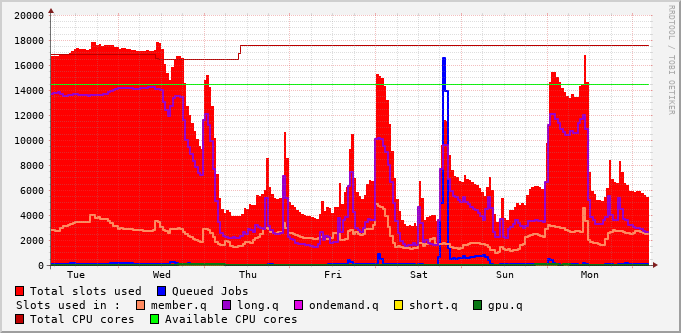 RRDTOOL / TOBI OETIKER
20000
18000
16000
14000
12000
10000
8000
6000
4000
2000
0
Tue Wed Thu Fri Sat Sun Mon
Total slots used Queued Jobs
Slots used in : member.q long.q ondemand.q short.q gpu.q
Total CPU cores Available CPU cores